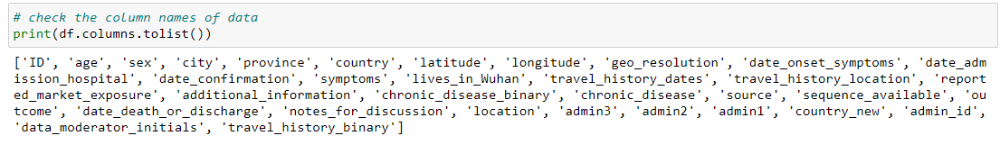 # check the column names of data
print(df.columns.tolist())
['ID', 'age', 'sex', 'city', 'province', 'country', 'latitude', 'longitude', 'geo_resolution', 'date_onset_symptoms', 'date_adm
ission_hospital', 'date_confirmation', 'symptoms', 'lives_in_Wuhan', 'travel_history_dates', 'travel_history_location', 'report
ed_market_exposure', 'additional_information', 'chronic_disease_binary', 'chronic_disease', 'source', 'sequence_available', 'ou
tcome', 'date_death_or_discharge', 'notes_for_discussion', 'location', 'admin3', 'admin2', 'admin1', 'country_new', 'admin_id',
'data_moderator_initials', 'travel_history_binary']